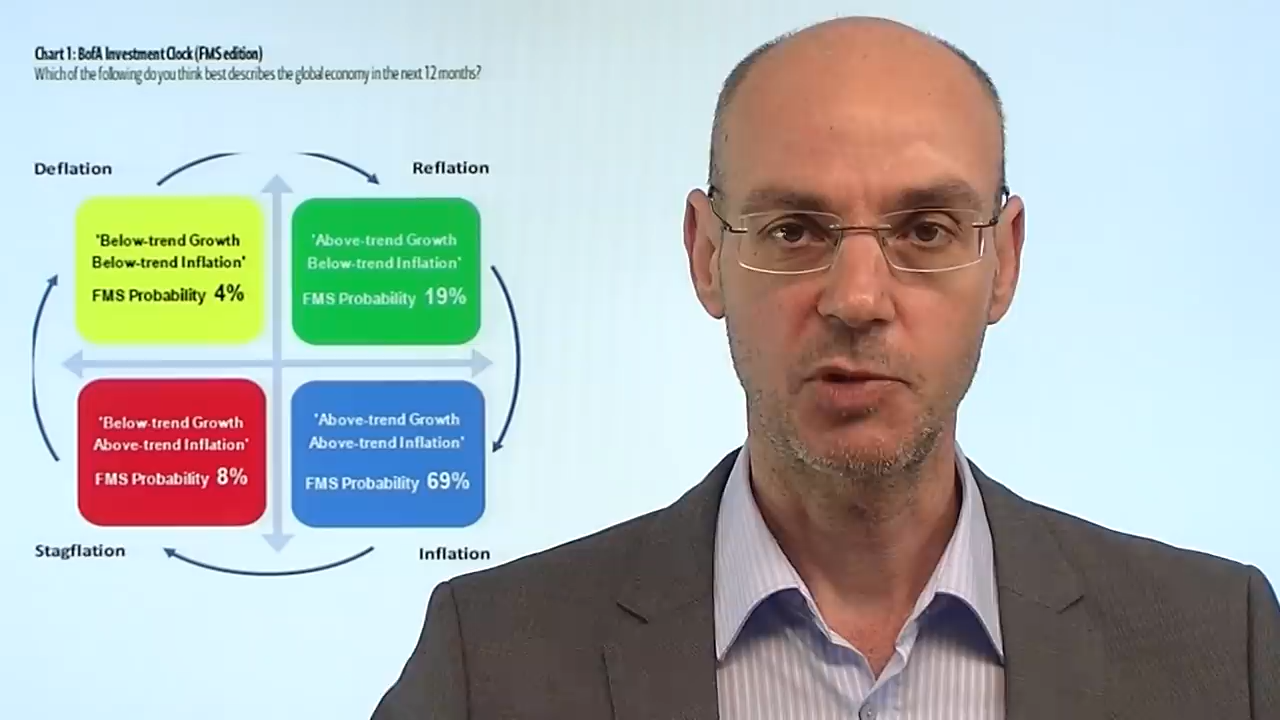 Chart 1: BofA Investment Clock (FMS edition)
Which of the following do you think best describes the global economy in the next 12 months?
Deflation
Reflation
'Below-trend Growth
Below-trend Inflation'
FMS Probability 4%
'Above-trend Growth
Below-trend Inflation'
FMS Probability 19%
'Below-trend Growth
Above-trend Inflation'
FMS Probability 8%
'Above-trend Growth
Above-trend Inflation'
FMS Probability 69%
Stagflation
Inflation